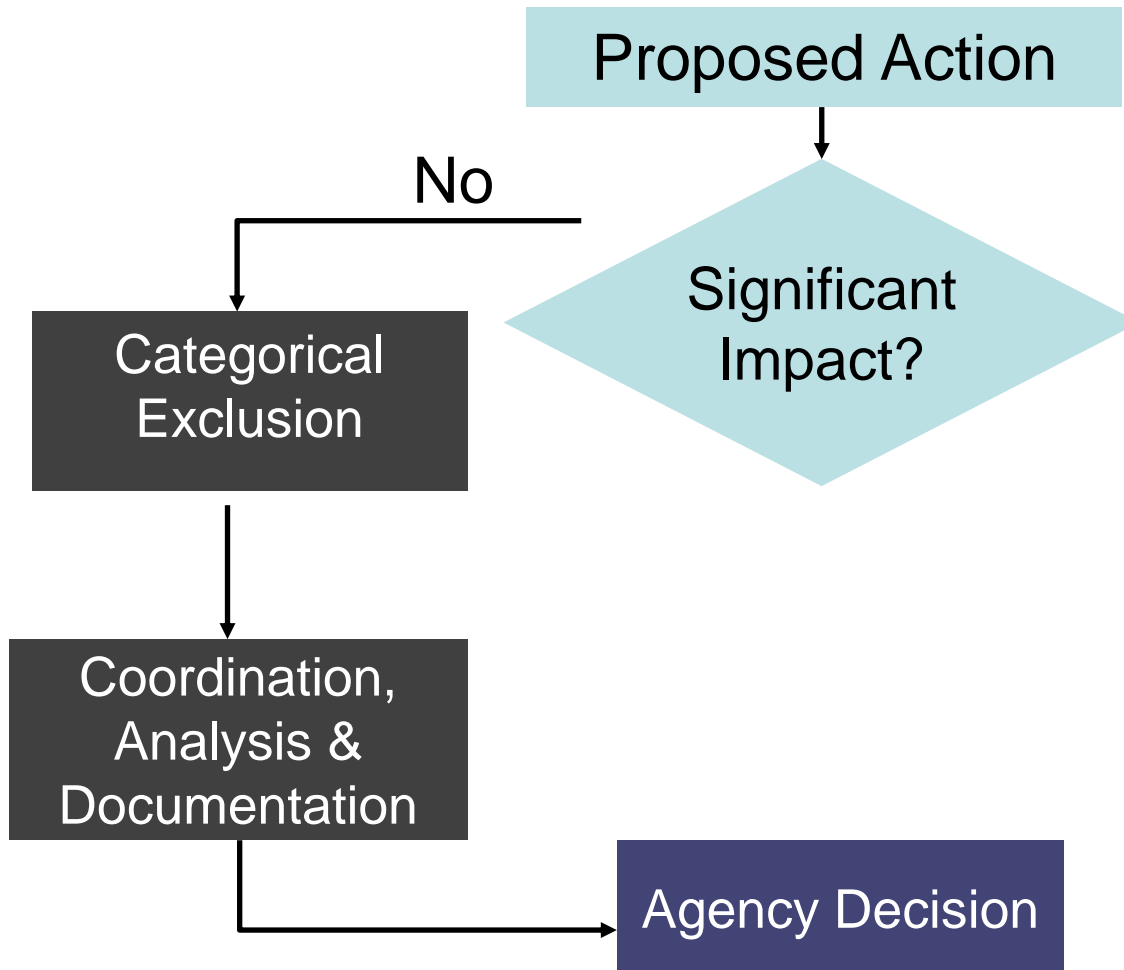 Proposed Action
No
Significant
Impact?
Categorical
Exclusion
Coordination,
Analysis &
Documentation
Agency Decision